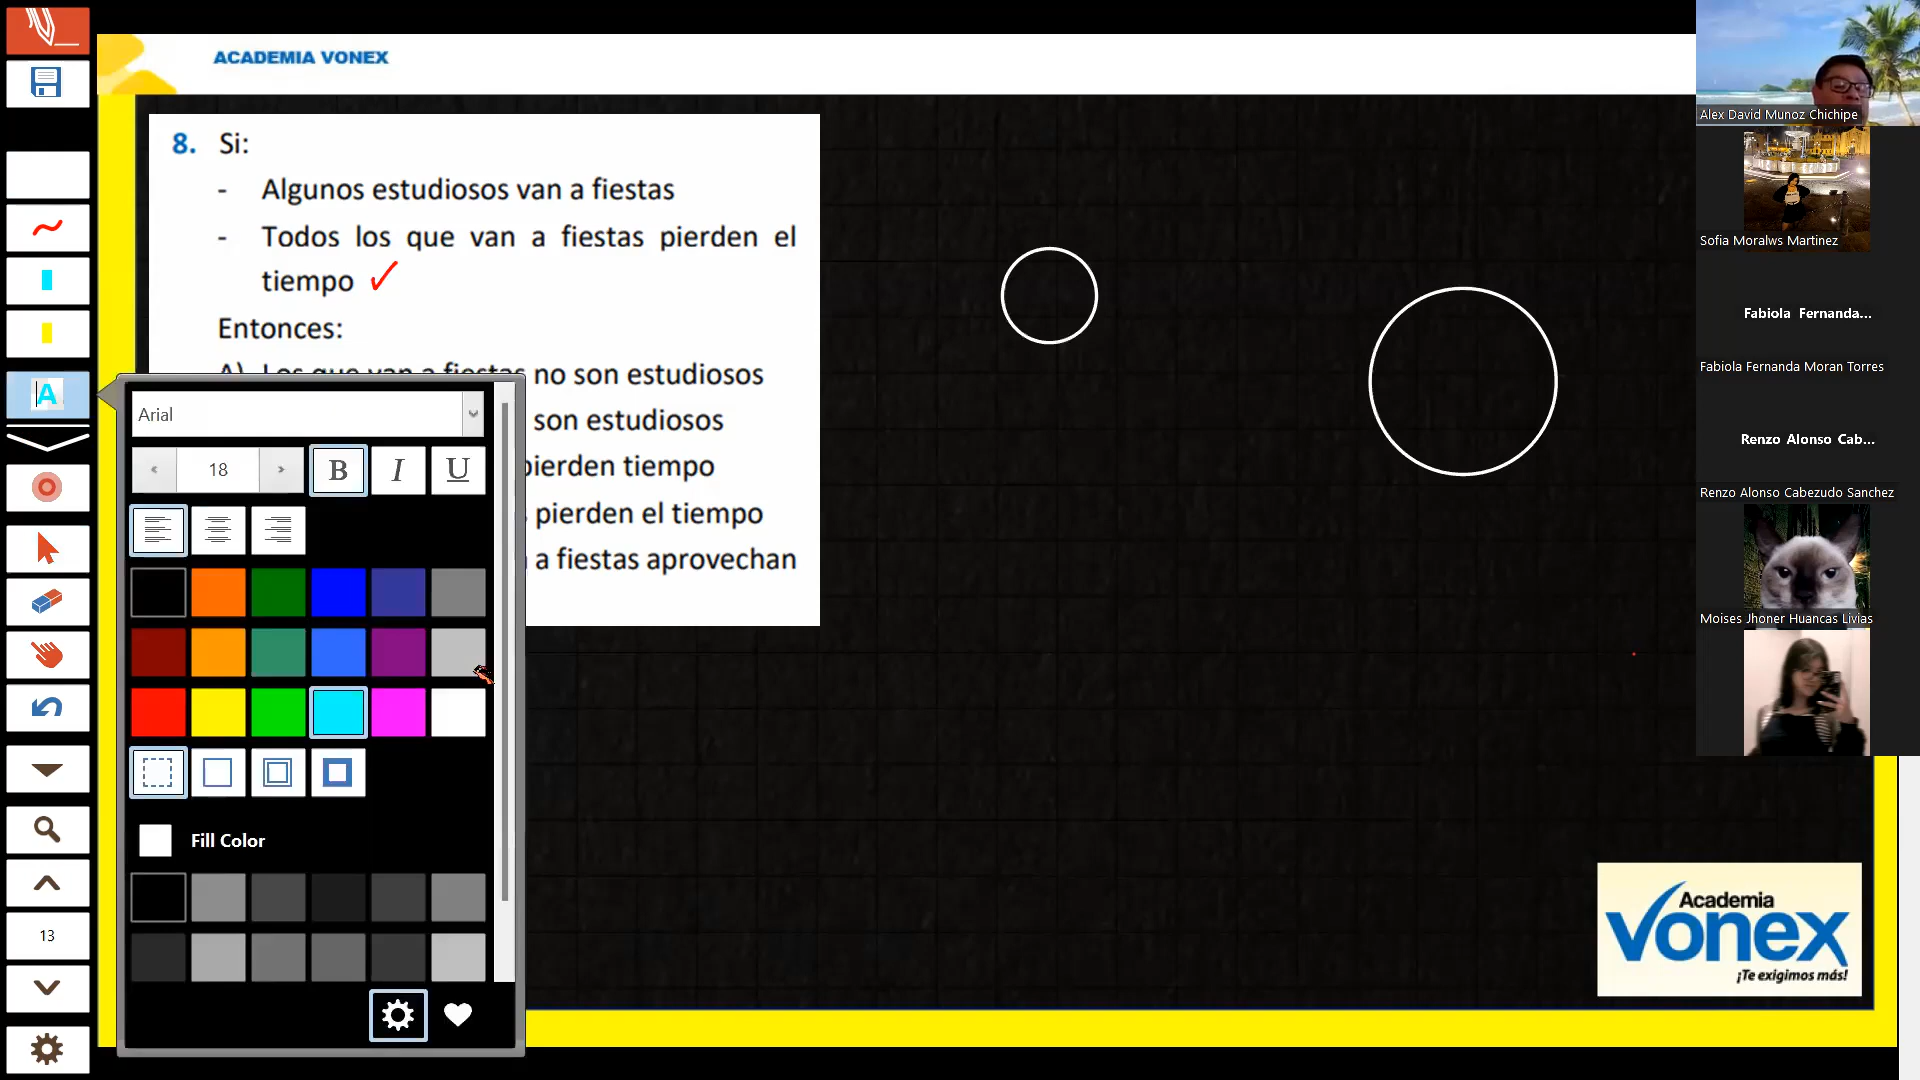 ACADEMIA VONEX
8. Si:
- Algunos estudiosos van a fiestas
- Todos los que van a fiestas pierden el
tiempo
Entonces:
no son estudiosos
son estudiosos
pierden tiempo
pierden el tiempo
a fiestas aprovechan
A
Arial
18
B I U
Fill Color
13
Alex David Munoz Chichipe
Sofia Moralws Martinez
Fabiola Fernanda...
Fabiola Fernanda Moran Torres
Renzo Alonso Cab...
Renzo Alonso Cabezudo Sanchez
Moises Jhoner Huancas Livias
Academia
vonex
¡Te exigimos más!